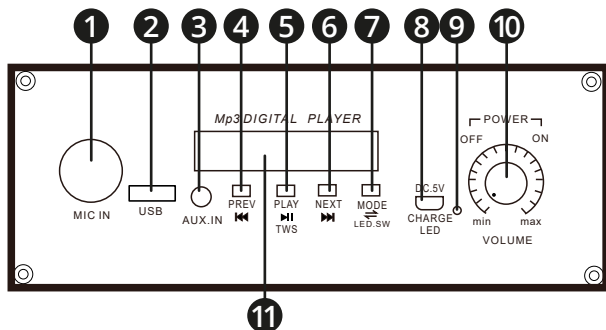 1 2 3 4 5 6 7 8 9 10
Mp3 DIGITAL PLAYER
POWER
OFF ON
MIC IN
USB
AUX.IN
PREV
PLAY
TWS
NEXT
MODE
LED.SW
DC.5V
CHARGE
LED
min max
VOLUME
11